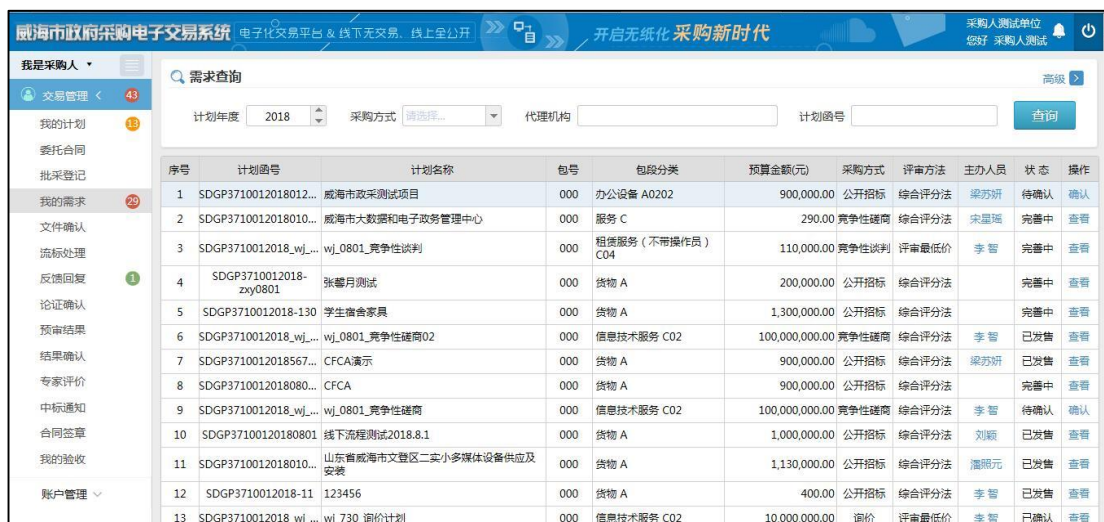 威海市政府采购电子交易系统 电子化交易平台 & 线下无交易、线上全公开 开启无纸化 采购新时代 采购人测试单位
您好 采购人测试
我是采购人
需求查询 高级
交易管理 43
计划年度 2018 采购方式 请选择... 代理机构 计划函号 查询
我的计划 13
委托合同
批采登记
我的需求 29
文件确认
流标处理
反馈回复 1
论证确认
预审结果
结果确认
专家评价
中标通知
合同签章
我的验收
账户管理
序号 计划函号 计划名称 包号 包段分类 预算金额(元) 采购方式 评审方法 主办人员 状 态 操作
1 SDGP3710012018012... 威海市政采测试项目 000 办公设备 A0202 900,000.00 公开招标 综合评分法 梁苏妍 待确认 确认
2 SDGP3710012018010... 威海市大数据和电子政务管理中心 000 服务 C 290.00 竞争性磋商 综合评分法 宋星瑶 完善中 查看
3 SDGP3710012018_wj_... wj_0801_竞争性谈判 000 租赁服务（不带操作员）
C04 110,000.00 竞争性谈判 评审最低价 李 智 完善中 查看
4 SDGP3710012018-
zxy0801 张馨月测试 000 货物 A 200,000.00 公开招标 综合评分法 完善中 查看
5 SDGP3710012018-130 学生宿舍家具 000 货物 A 1,300,000.00 公开招标 综合评分法 完善中 查看
6 SDGP3710012018_wj_... wj_0801_竞争性磋商02 000 信息技术服务 C02 100,000,000.00 竞争性磋商 综合评分法 李 智 已发售 查看
7 SDGP3710012018567... CFCA演示 000 货物 A 900,000.00 公开招标 综合评分法 梁苏妍 已发售 查看
8 SDGP3710012018080... CFCA 000 货物 A 900,000.00 公开招标 综合评分法 完善中 查看
9 SDGP3710012018_wj_... wj_0801_竞争性磋商 000 信息技术服务 C02 100,000,000.00 竞争性磋商 综合评分法 李 智 待确认 确认
10 SDGP37100120180801 线下流程测试2018.8.1 000 货物 A 1,000,000.00 公开招标 综合评分法 刘颖 已发售 查看
11 SDGP3710012018010... 山东省威海市文登区二实小多媒体设备供应及
安装 000 货物 A 1,130,000.00 公开招标 综合评分法 潘照元 已发售 查看
12 SDGP3710012018-11 123456 000 货物 A 400.00 公开招标 综合评分法 李 智 已发售 查看
13 SDGP3710012018_wj_... wj_730_询价计划 000 信息技术服务 C02 10,000,000.00 询价 评审最低价 李 智 已确认 查看